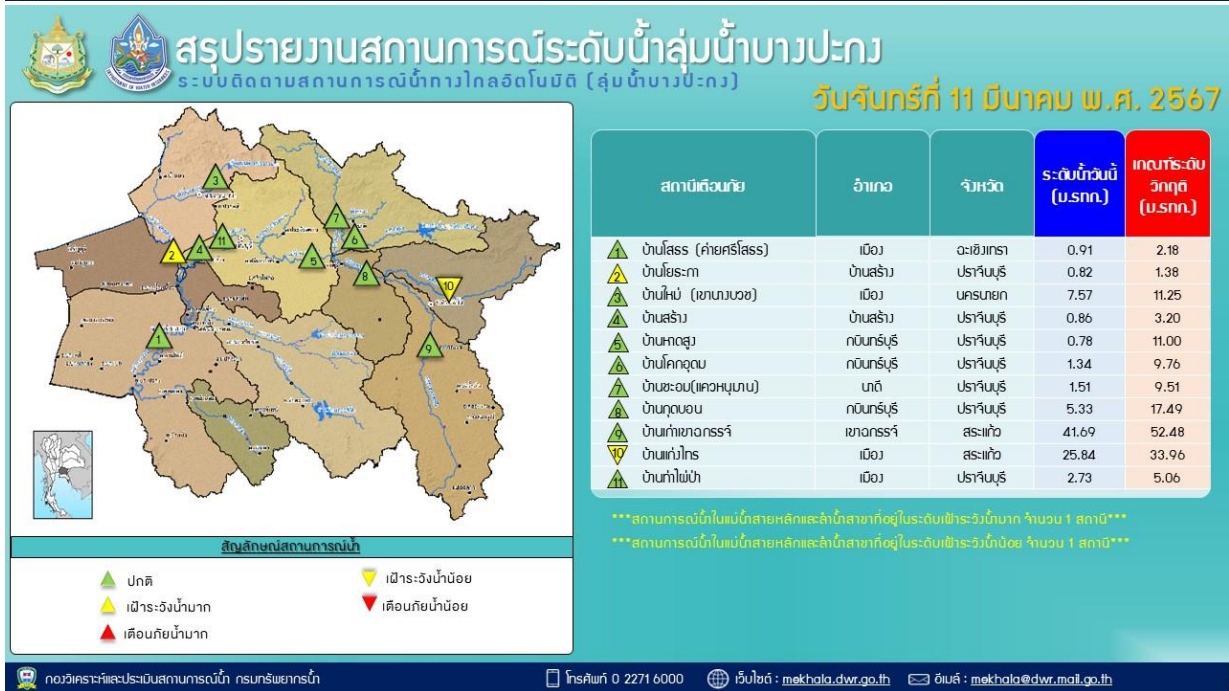 สรุปรายงานสถานการณ์ระดับน้ำลุ่มน้ำบางปะกง
ระบบติดตามสถานการณ์น้ำทางไกลอัตโนมัติ (ลุ่มน้ำบางปะกง)
วันจันทร์ที่ 11 มีนาคม พ.ศ. 2567
สถานีเตือนภัย อำเภอ จังหวัด ระดับน้ำวันนี้ (ม.รทก.) เกณฑ์ระดับวิกฤติ (ม.รทก.)
1 บ้านโสธร (ค่ายศรีโสธร) เมือง ฉะเชิงเทรา 0.91 2.18
2 บ้านโยธะกา บ้านสร้าง ปราจีนบุรี 0.82 1.38
3 บ้านใหม่ (เขานางบวช) เมือง นครนายก 7.57 11.25
4 บ้านสร้าง บ้านสร้าง ปราจีนบุรี 0.86 3.20
5 บ้านหาดสูง กบินทร์บุรี ปราจีนบุรี 0.78 11.00
6 บ้านโคกอุดม กบินทร์บุรี ปราจีนบุรี 1.34 9.76
7 บ้านชะอม(แควหนุมาน) นาดี ปราจีนบุรี 1.51 9.51
8 บ้านกุดบอน กบินทร์บุรี ปราจีนบุรี 5.33 17.49
9 บ้านเก่าเขาฉกรรจ์ เขาฉกรรจ์ สระแก้ว 41.69 52.48
10 บ้านแก่งไทร เมือง สระแก้ว 25.84 33.96
11 บ้านท่าไผ่ป่า เมือง ปราจีนบุรี 2.73 5.06
***สถานการณ์น้ำในแม่น้ำสายหลักและลำน้ำสาขาที่อยู่ในระดับเฝ้าระวังน้ำมาก จำนวน 1 สถานี***
***สถานการณ์น้ำในแม่น้ำสายหลักและลำน้ำสาขาที่อยู่ในระดับเฝ้าระวังน้ำน้อย จำนวน 1 สถานี***
3
7
2
4
11
5
6
8
10
1
9
สัญลักษณ์สถานการณ์น้ำ
ปกติ
เฝ้าระวังน้ำน้อย
เฝ้าระวังน้ำมาก
เตือนภัยน้ำน้อย
เตือนภัยน้ำมาก
กองวิเคราะห์และประเมินสถานการณ์น้ำ กรมทรัพยากรน้ำ
โทรศัพท์ 0 2271 6000
เว็บไซต์ : mekhala.dwr.go.th
อีเมล์ : mekhala@dwr.mail.go.th